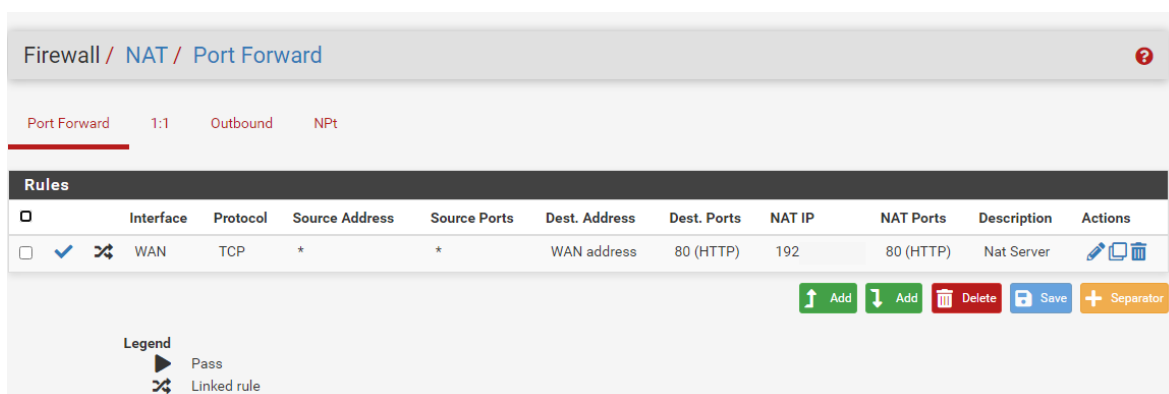 Firewall / NAT / Port Forward
Port Forward 1:1 Outbound NPt
Rules
Interface Protocol Source Address Source Ports Dest. Address Dest. Ports NAT IP NAT Ports Description Actions
WAN TCP * * WAN address 80 (HTTP) 192 80 (HTTP) Nat Server
Add Add Delete Save Separator
Legend
Pass
Linked rule